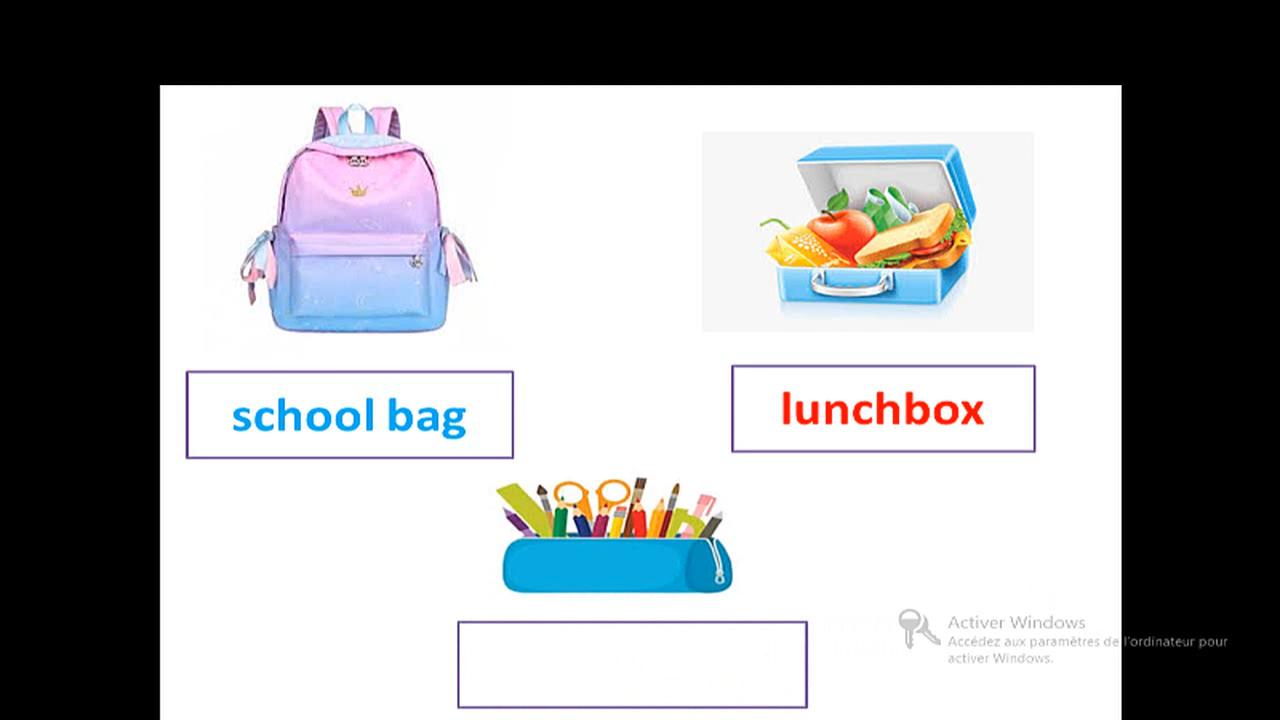 school bag
lunchbox
Activer Windows
Accédez aux paramètres de l'ordinateur pour
activer Windows.